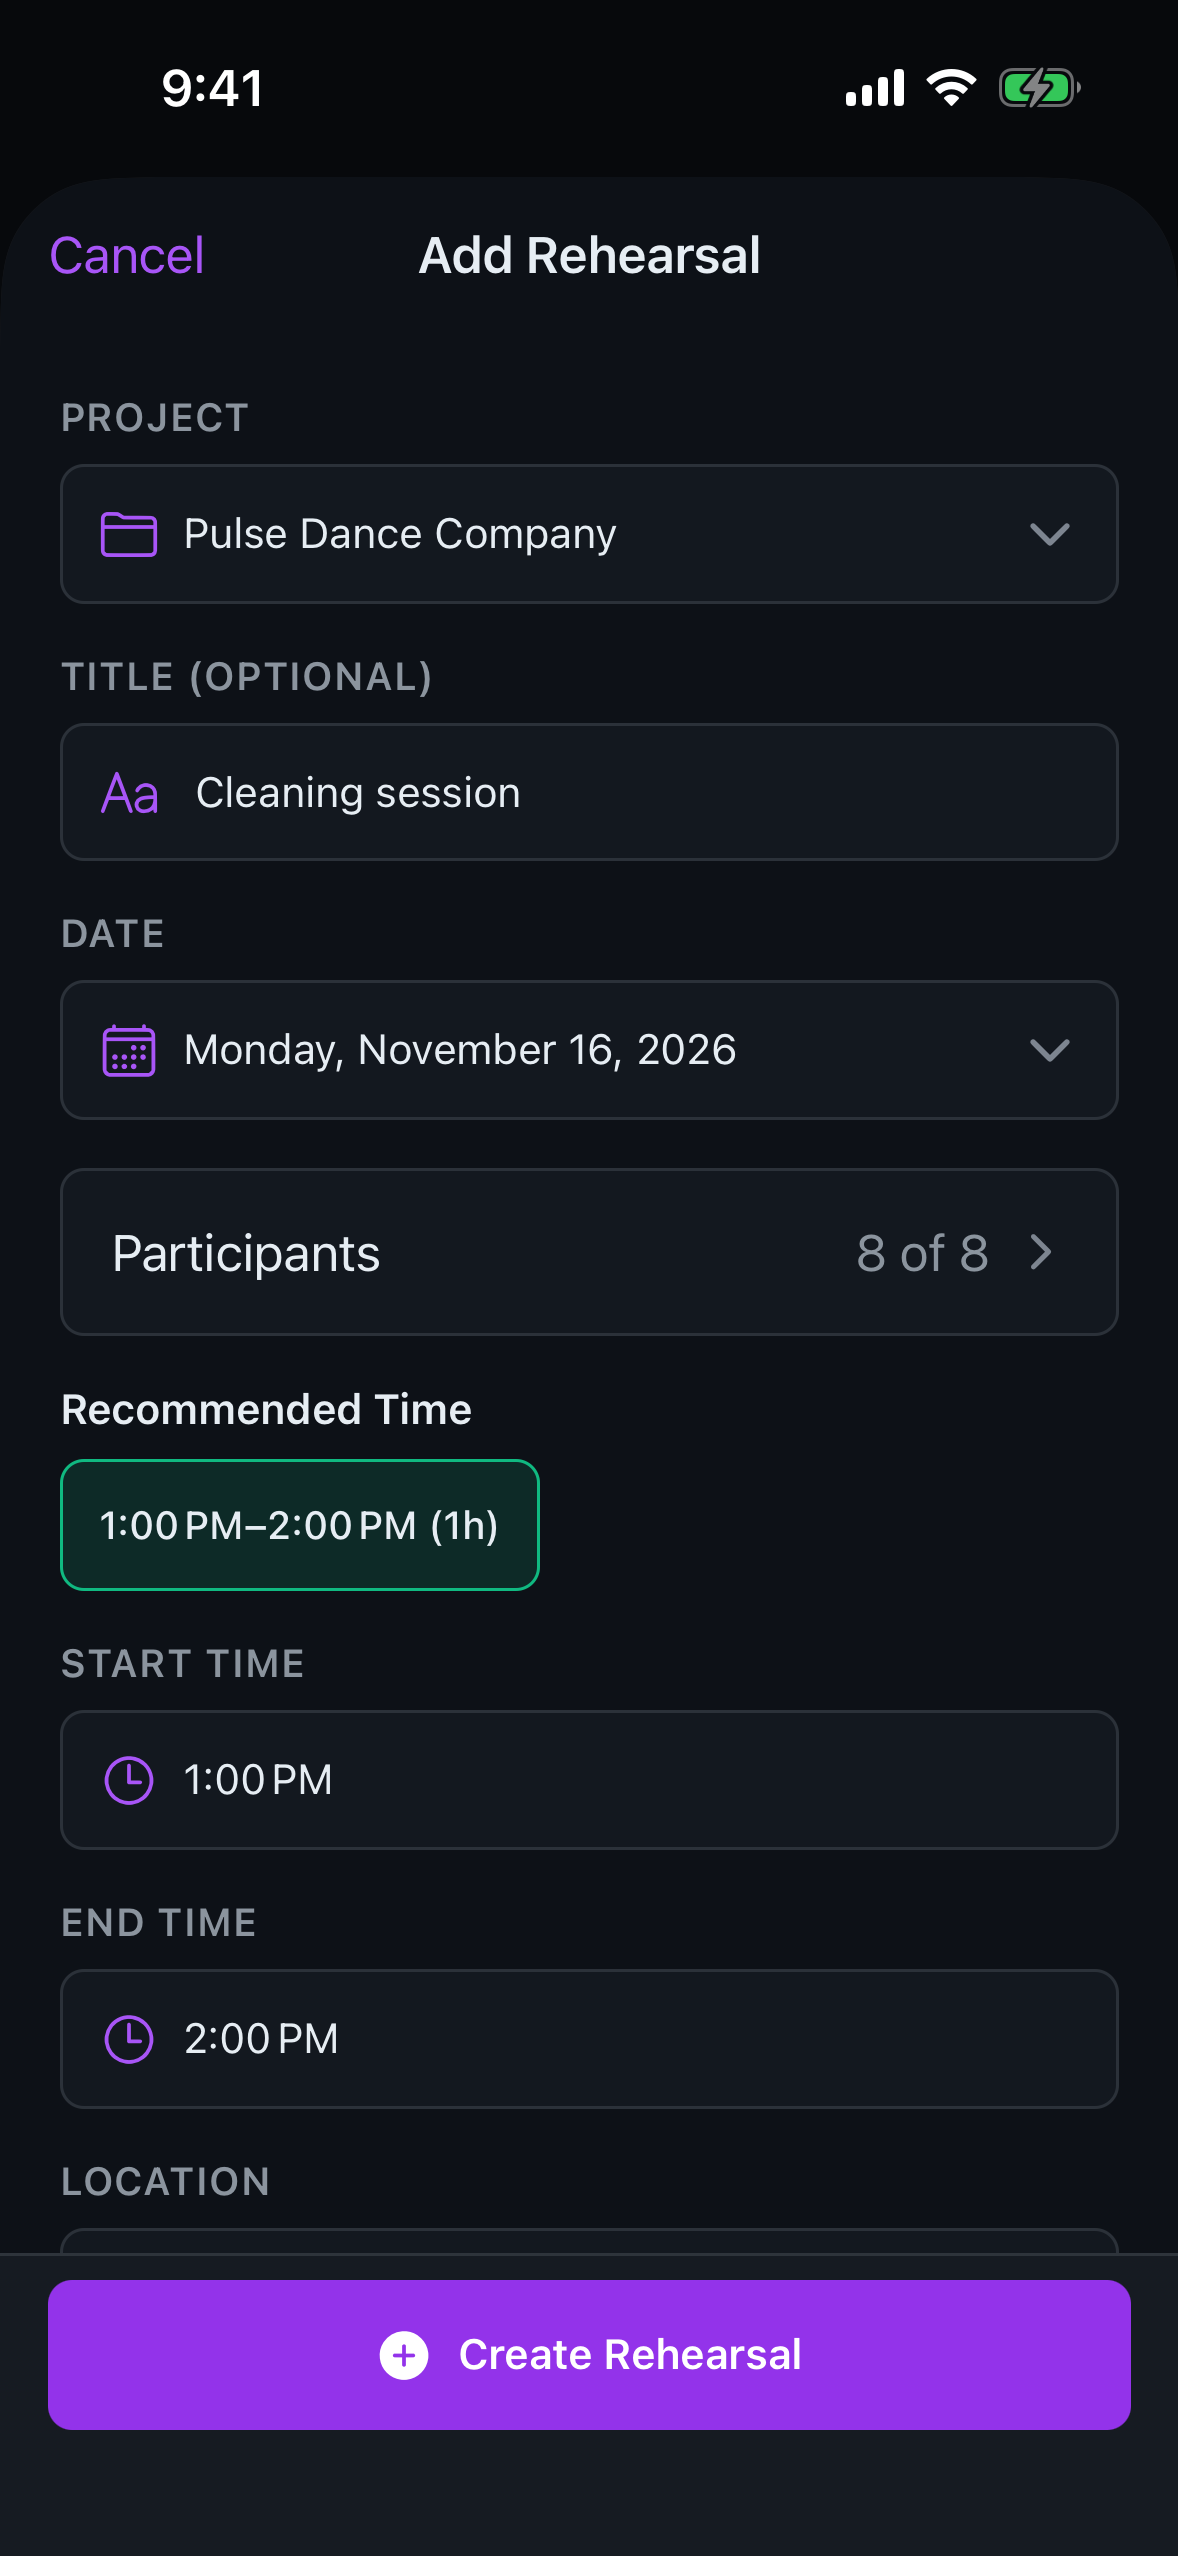 9:41
Cancel
Add Rehearsal
PROJECT
Pulse Dance Company
TITLE (OPTIONAL)
Aa Cleaning session
DATE
Monday, November 16, 2026
Participants 8 of 8
Recommended Time
1:00 PM–2:00 PM (1h)
START TIME
1:00 PM
END TIME
2:00 PM
LOCATION
Create Rehearsal